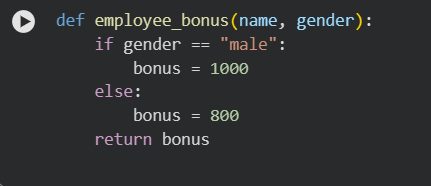 def employee_bonus(name, gender):
    if gender == "male":
        bonus = 1000
    else:
        bonus = 800
    return bonus